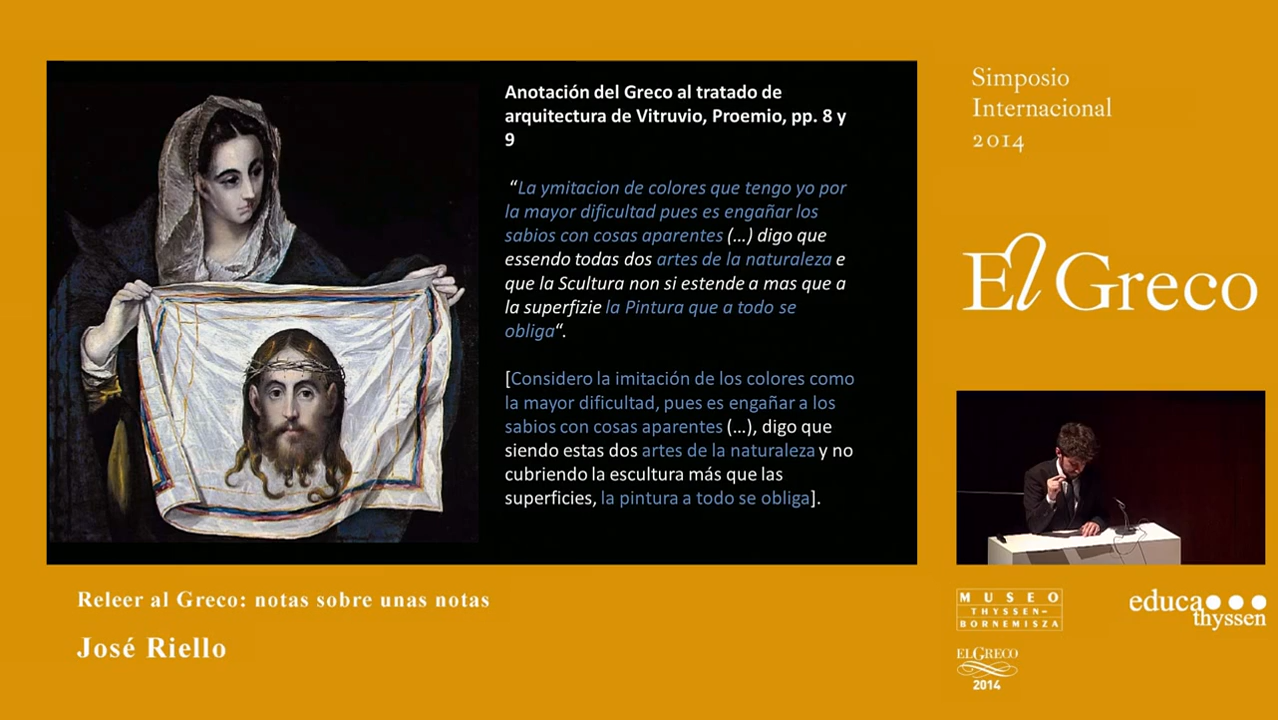 Anotación del Greco al tratado de
arquitectura de Vitruvio, Proemio, pp. 8 y
9
“La ymitacion de colores que tengo yo por
la mayor dificultad pues es engañar los
sabios con cosas aparentes (…) digo que
essendo todas dos artes de la naturaleza e
que la Scultura non si estende a mas que a
la superfizie la Pintura que a todo se
obliga“.
[Considero la imitación de los colores como
la mayor dificultad, pues es engañar a los
sabios con cosas aparentes (…), digo que
siendo estas dos artes de la naturaleza y no
cubriendo la escultura más que las
superficies, la pintura a todo se obliga].
Simposio
Internacional
2014
El Greco
Releer al Greco: notas sobre unas notas
José Riello
MUSEO
THYSSEN-
BORNEMISZA
educa
thyssen
ELGRECO
2014